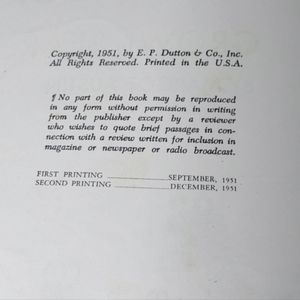 Copyright, 1951, by E. P. Dutton & Co., Inc.
All Rights Reserved. Printed in the U.S.A.
¶ No part of this book may be reproduced
in any form without permission in writing
from the publisher except by a reviewer
who wishes to quote brief passages in con-
nection with a review written for inclusion in
magazine or newspaper or radio broadcast.
FIRST PRINTING ______ SEPTEMBER, 1951
SECOND PRINTING ______ DECEMBER, 1951